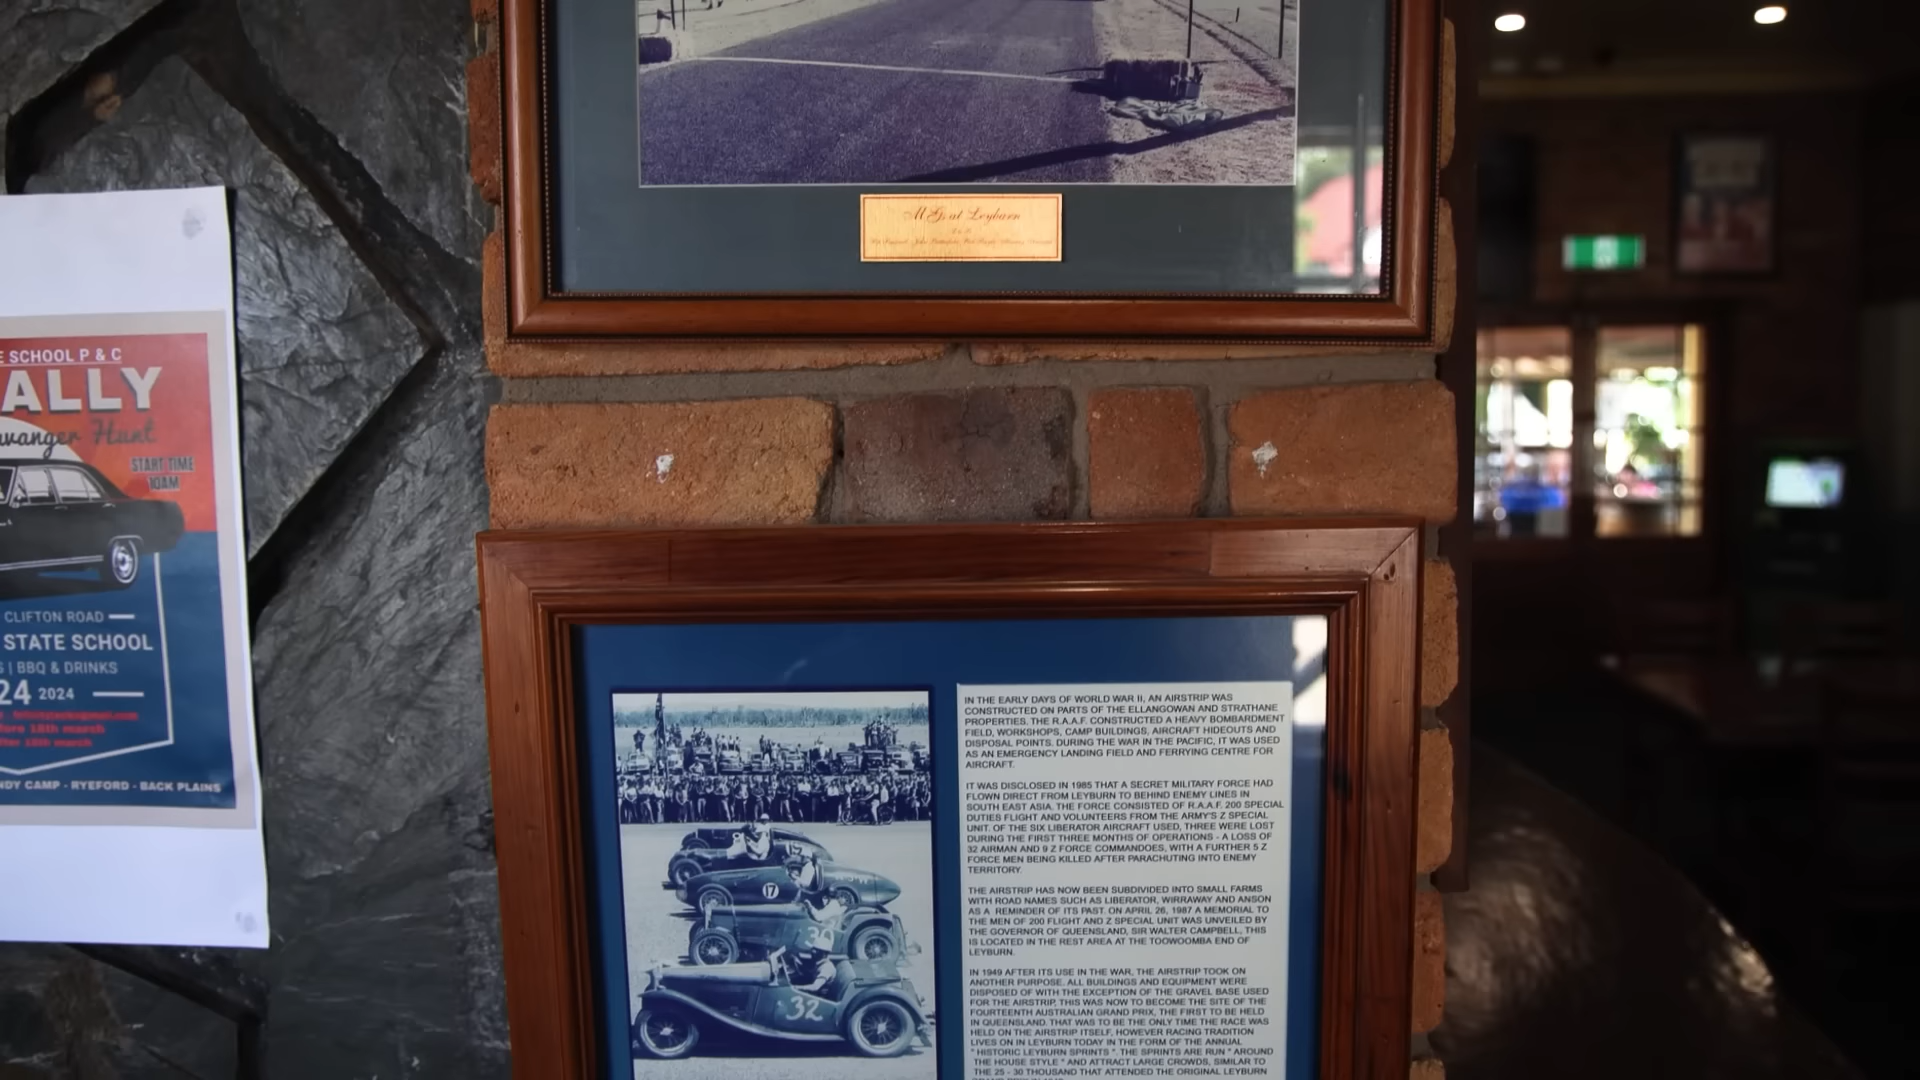 E SCHOOL P & C
ALLY
avanger Hunt
START TIME
10AM
CLIFTON ROAD
STATE SCHOOL
S | BBQ & DRINKS
24 2024
fore 18th march
fter 18th march
NDY CAMP - RYEFORD - BACK PLAINS
M.G.s at Leyburn
IN THE EARLY DAYS OF WORLD WAR II, AN AIRSTRIP WAS
CONSTRUCTED ON PARTS OF THE ELLANGOWAN AND STRATHANE
PROPERTIES. THE R.A.A.F. CONSTRUCTED A HEAVY BOMBARDMENT
FIELD, WORKSHOPS, CAMP BUILDINGS, AIRCRAFT HIDEOUTS AND
DISPOSAL POINTS. DURING THE WAR IN THE PACIFIC, IT WAS USED
AS AN EMERGENCY LANDING FIELD AND FERRYING CENTRE FOR
AIRCRAFT.
IT WAS DISCLOSED IN 1985 THAT A SECRET MILITARY FORCE HAD
FLOWN DIRECT FROM LEYBURN TO BEHIND ENEMY LINES IN
SOUTH EAST ASIA. THE FORCE CONSISTED OF R.A.A.F. 200 SPECIAL
DUTIES FLIGHT AND VOLUNTEERS FROM THE ARMY'S Z SPECIAL
UNIT. OF THE SIX LIBERATOR AIRCRAFT USED, THREE WERE LOST
DURING THE FIRST THREE MONTHS OF OPERATIONS - A LOSS OF
32 AIRMAN AND 9 Z FORCE COMMANDOES, WITH A FURTHER 5 Z
FORCE MEN BEING KILLED AFTER PARACHUTING INTO ENEMY
TERRITORY.
THE AIRSTRIP HAS NOW BEEN SUBDIVIDED INTO SMALL FARMS
WITH ROAD NAMES SUCH AS LIBERATOR, WIRRAWAY AND ANSON
AS A REMINDER OF ITS PAST. ON APRIL 26, 1987 A MEMORIAL TO
THE MEN OF 200 FLIGHT AND Z SPECIAL UNIT WAS UNVEILED BY
THE GOVERNOR OF QUEENSLAND, SIR WALTER CAMPBELL, THIS
IS LOCATED IN THE REST AREA AT THE TOOWOOMBA END OF
LEYBURN.
IN 1949 AFTER ITS USE IN THE WAR, THE AIRSTRIP TOOK ON
ANOTHER PURPOSE. ALL BUILDINGS AND EQUIPMENT WERE
DISPOSED OF WITH THE EXCEPTION OF THE GRAVEL BASE USED
FOR THE AIRSTRIP, THIS WAS NOW TO BECOME THE SITE OF THE
FOURTEENTH AUSTRALIAN GRAND PRIX, THE FIRST TO BE HELD
IN QUEENSLAND. THAT WAS TO BE THE ONLY TIME THE RACE WAS
HELD ON THE AIRSTRIP ITSELF, HOWEVER RACING TRADITION
LIVES ON IN LEYBURN TODAY IN THE FORM OF THE ANNUAL
" HISTORIC LEYBURN SPRINTS ". THE SPRINTS ARE RUN " AROUND
THE HOUSE STYLE " AND ATTRACT LARGE CROWDS, SIMILAR TO
THE 25 - 30 THOUSAND THAT ATTENDED THE ORIGINAL LEYBURN
17
32